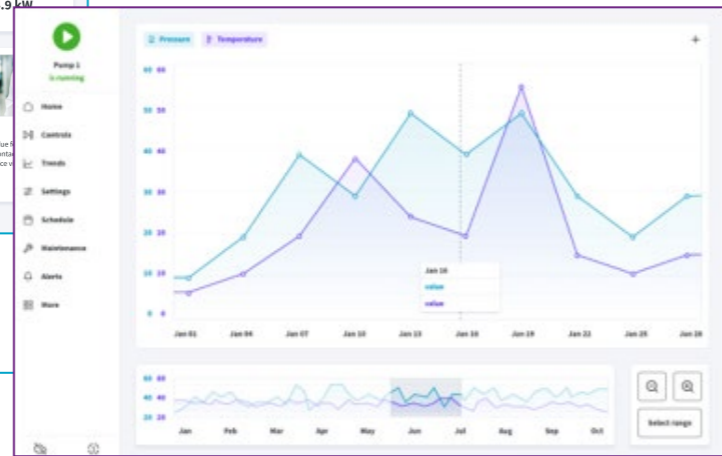 .9 kW
Pump 1
is running
Home
Controls
Trends
Settings
Schedule
Maintenance
Alerts
More
Pressure
Temperature
+
60 60
50 50
40 40
30 30
20 20
10 10
0 0
Jan 16
value
value
Jan 01 Jan 04 Jan 07 Jan 10 Jan 13 Jan 16 Jan 19 Jan 22 Jan 25 Jan 28
60 60
40 40
20 20
Jan Feb Mar Apr May Jun Jul Aug Sep Oct
Select range